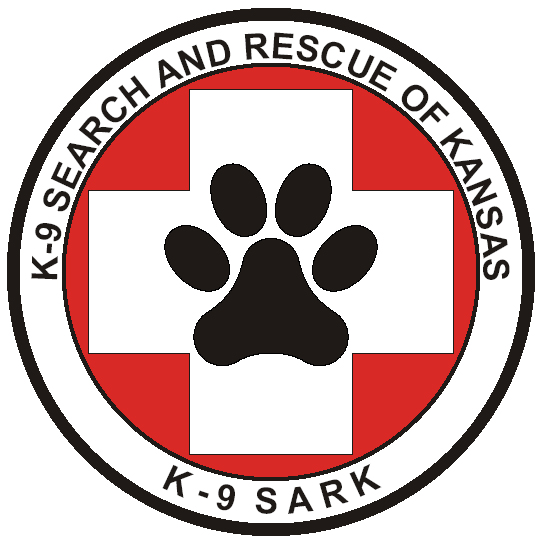 K-9 SEARCH AND RESCUE OF KANSAS
K-9 SARK